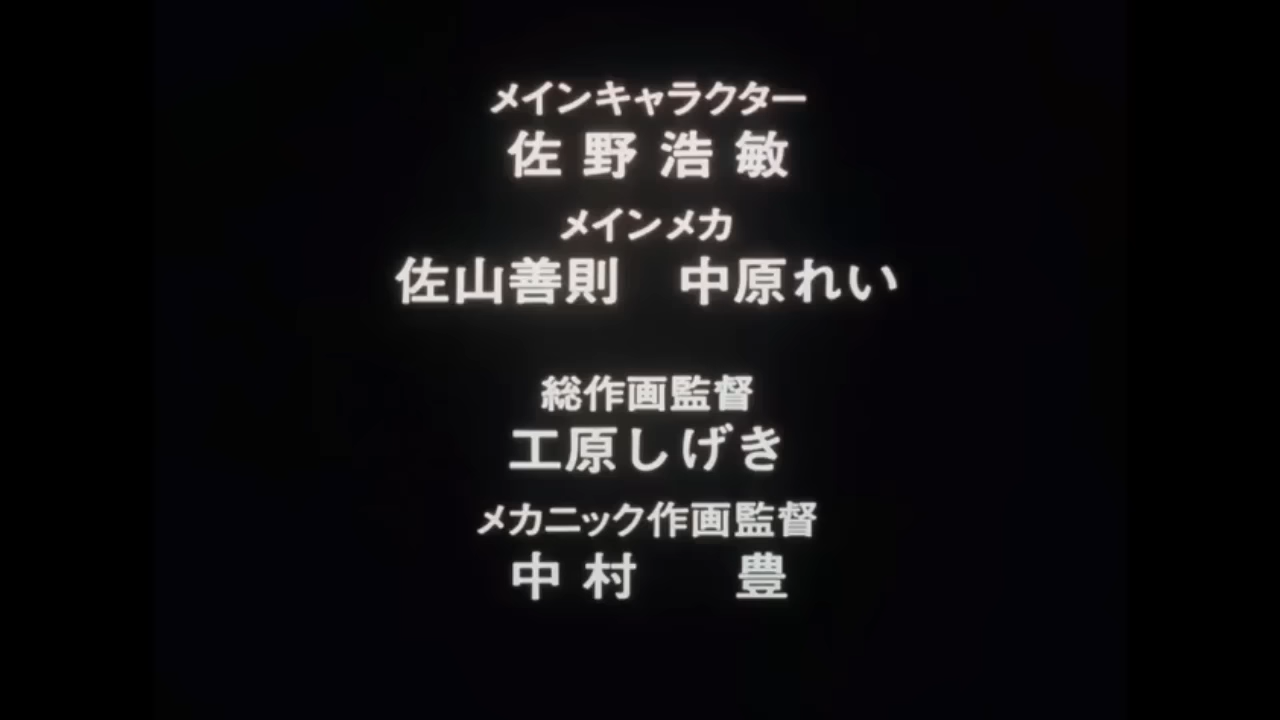 メインキャラクター
佐野浩敏
メインメカ
佐山善則　中原れい
総作画監督
工原しげき
メカニック作画監督
中村　豊